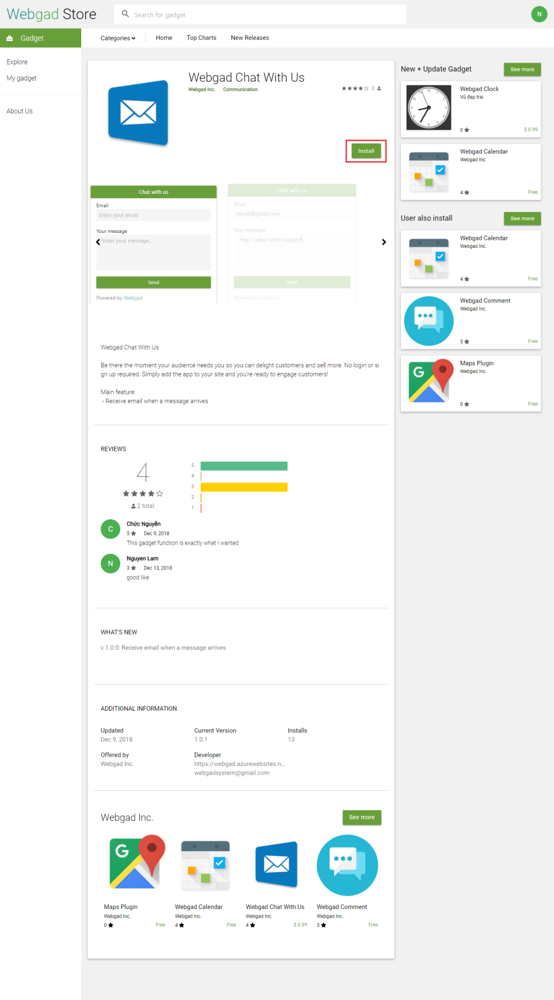 Webgad Store
Search for gadget
N
Gadget
Categories
Home
Top Charts
New Releases
Explore
My gadget
About Us
Webgad Chat With Us
Webgad Inc. Communication
2
Install
Chat with us
Email
Enter your email
Your message
Enter your message...
Send
Powered by Webgad
Chat with us
Email
email@gmail.com
Your message
Hey, I need some support
Send
Powered by Webgad
Webgad Chat With Us
Be there the moment your audience needs you so you can delight customers and sell more. No login or si
gn up required. Simply add the app to your site and you're ready to engage customers!
Main feature:
- Receive email when a message arrives
REVIEWS
4
2 total
5
4
3
2
1
C
Chức Nguyễn
5 Dec 9, 2018
This gadget function is exactly what I wanted
N
Nguyen Lam
3 Dec 13, 2018
good like
WHAT'S NEW
v 1.0.0: Receive email when a message arrives
ADDITIONAL INFORMATION
Updated
Dec 9, 2018
Current Version
1.0.1
Installs
13
Offered by
Webgad Inc.
Developer
https://webgad.azurewebsites.n...
webgadsystem@gmail.com
Webgad Inc.
See more
G
Maps Plugin
Webgad Inc.
0 Free
Webgad Calendar
Webgad Inc.
4 Free
Webgad Chat With Us
Webgad Inc.
4 $ 0.99
Webgad Comment
Webgad Inc.
5 Free
New + Update Gadget
See more
12
Webgad Clock
Vũ đẹp trai
0 $ 0.99
Webgad Calendar
Webgad Inc.
4 Free
User also install
See more
Webgad Calendar
Webgad Inc.
4 Free
Webgad Comment
Webgad Inc.
5 Free
G
Maps Plugin
Webgad Inc.
0 Free